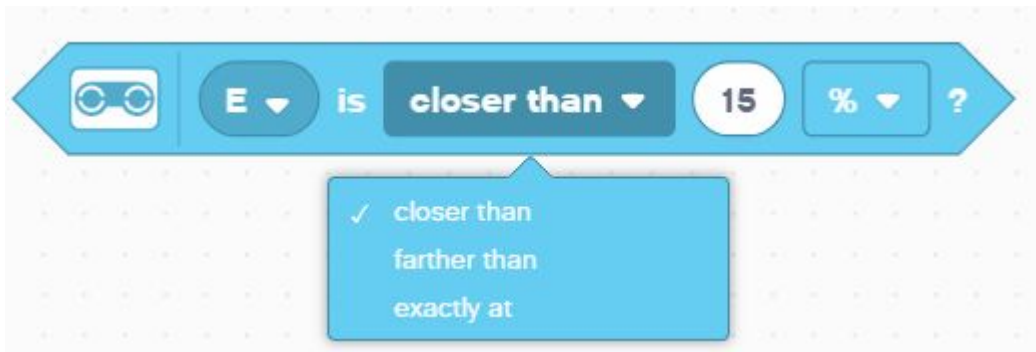 E is closer than 15 % ?
✓ closer than
farther than
exactly at